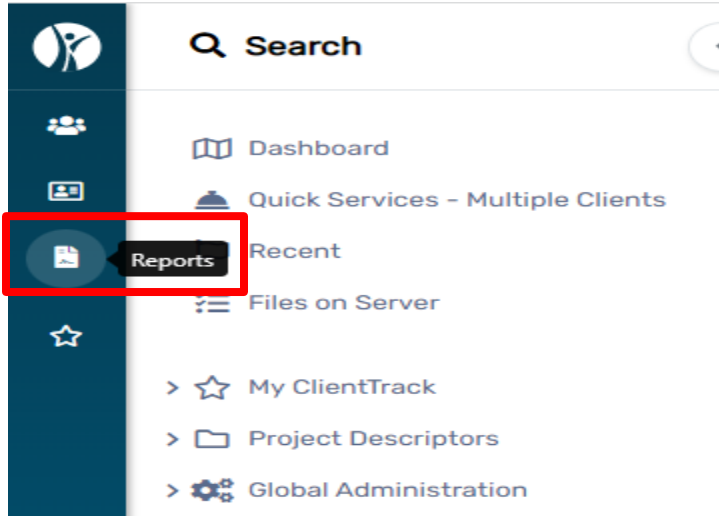 Search
Dashboard
Quick Services - Multiple Clients
Recent
Reports
Files on Server
My ClientTrack
Project Descriptors
Global Administration